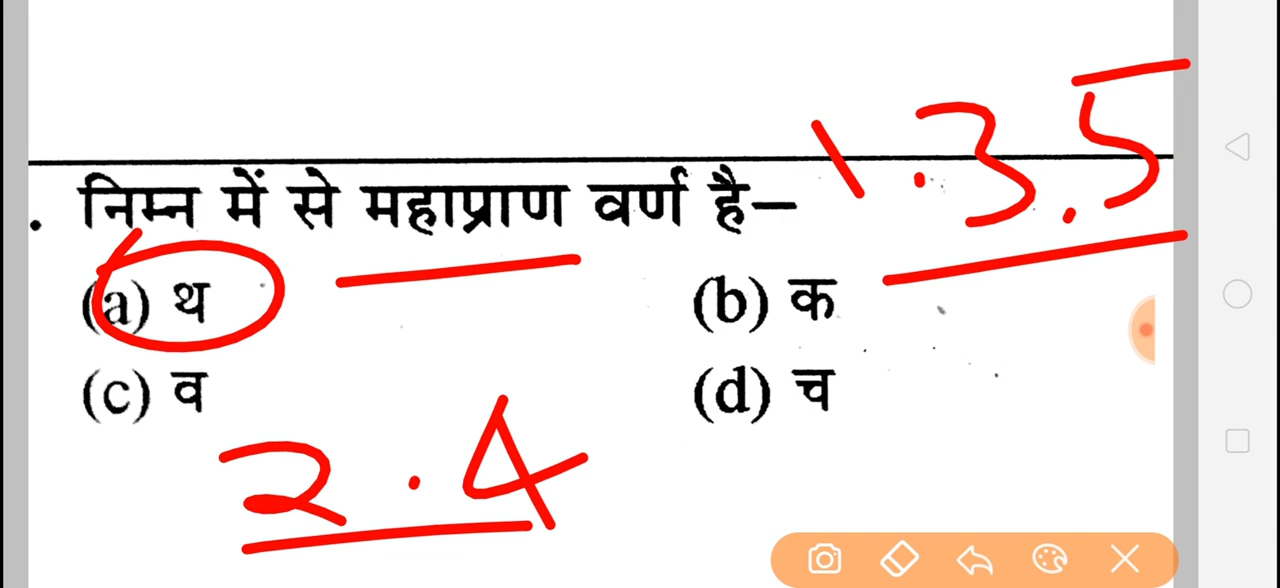 1.3.5
. निम्न में से महाप्राण वर्ण है—
(a) थ (b) क
(c) व (d) च
2.4